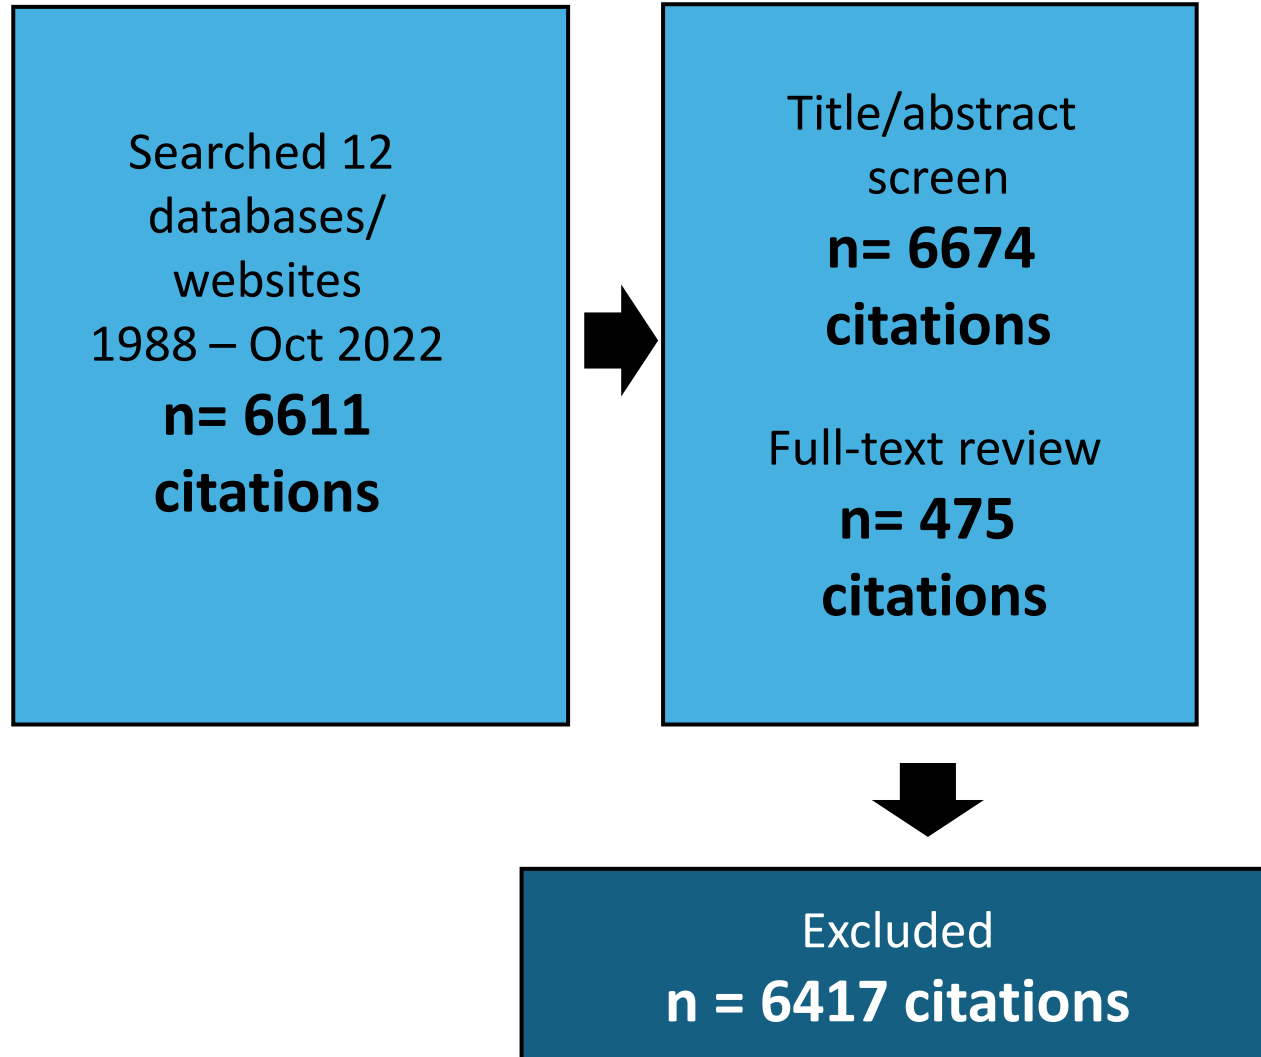 Searched 12
databases/
websites
1988 – Oct 2022
n= 6611
citations
Title/abstract
screen
n= 6674
citations
Full-text review
n= 475
citations
Excluded
n = 6417 citations